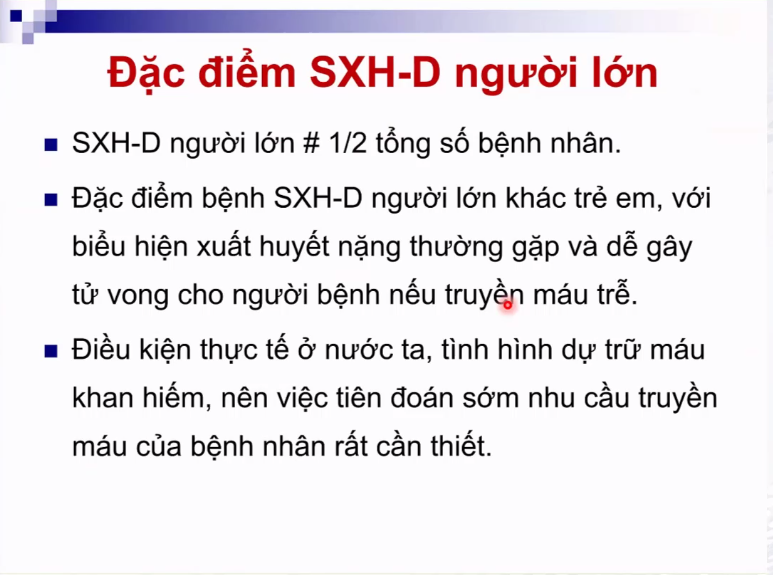 Đặc điểm SXH-D người lớn
SXH-D người lớn # 1/2 tổng số bệnh nhân.
Đặc điểm bệnh SXH-D người lớn khác trẻ em, với
biểu hiện xuất huyết nặng thường gặp và dễ gây
tử vong cho người bệnh nếu truyền máu trễ.
Điều kiện thực tế ở nước ta, tình hình dự trữ máu
khan hiếm, nên việc tiên đoán sớm nhu cầu truyền
máu của bệnh nhân rất cần thiết.